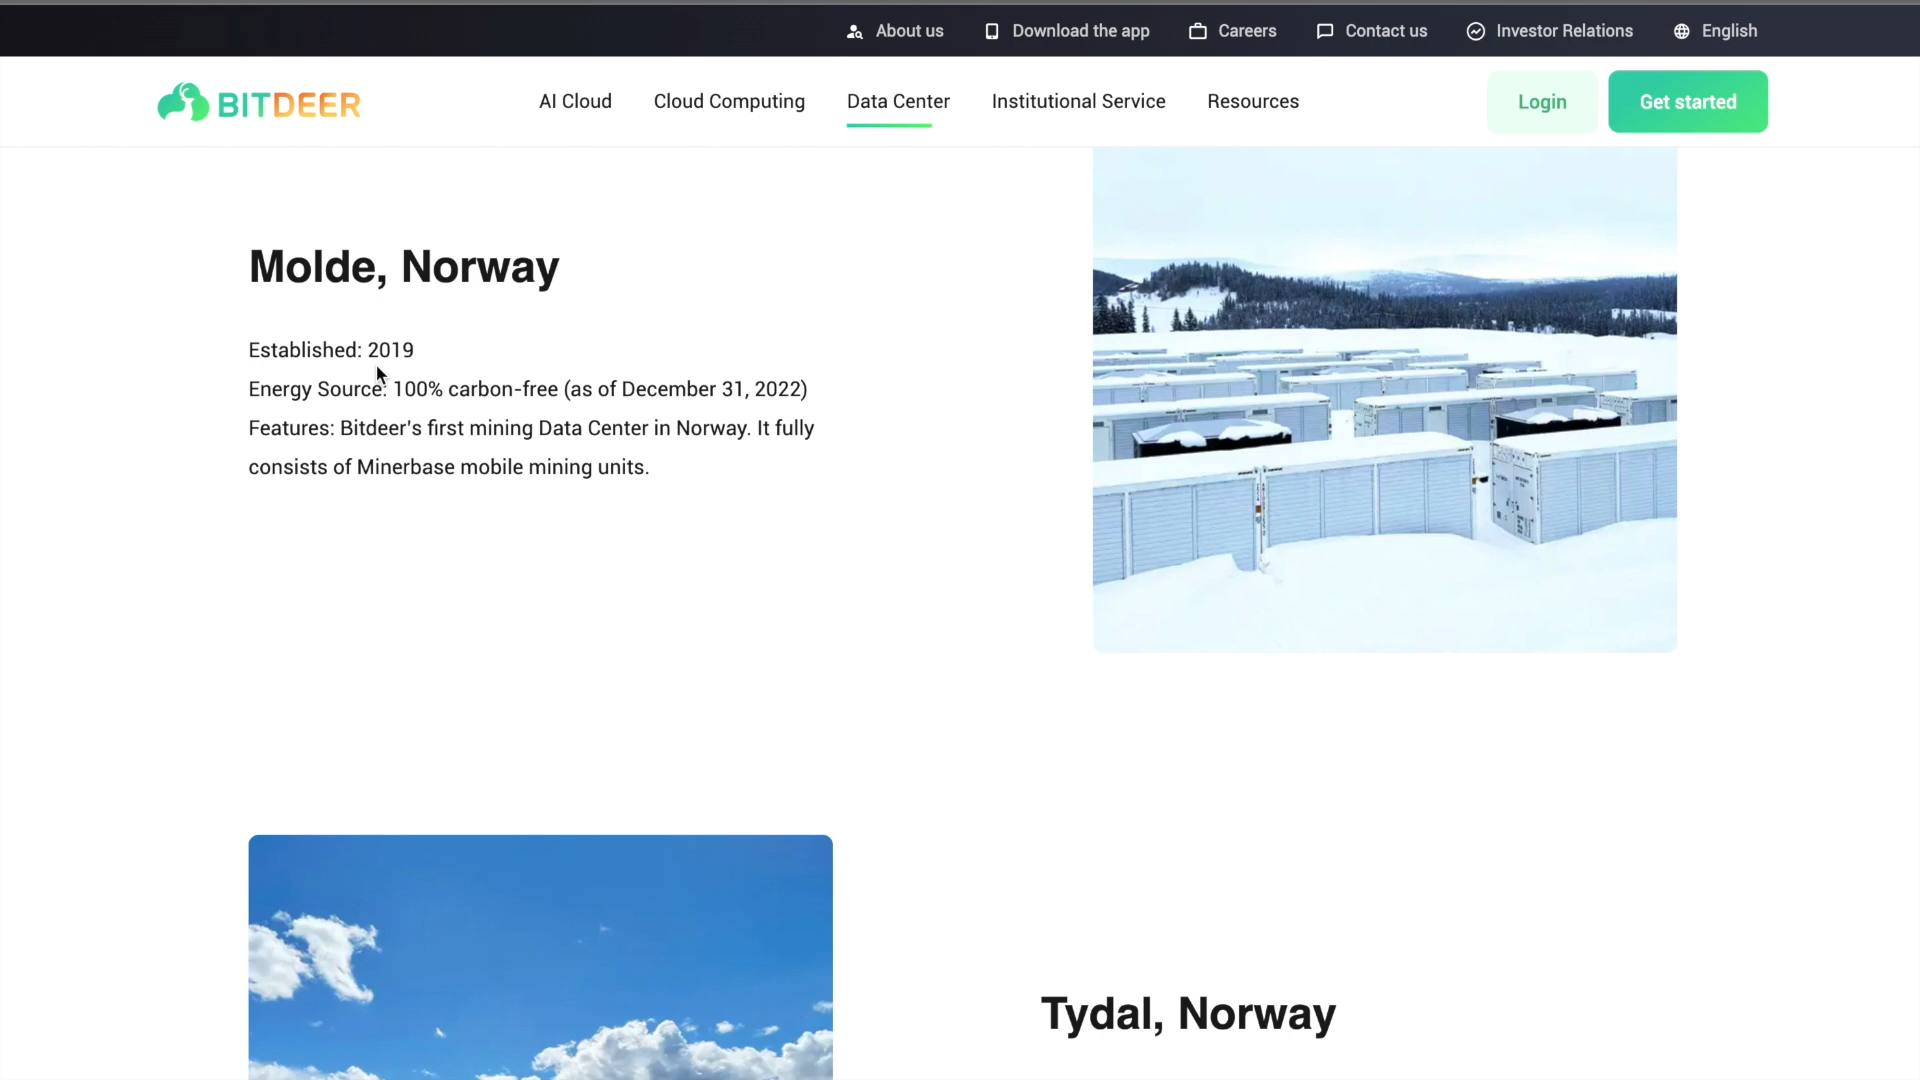 About us
Download the app
Careers
Contact us
Investor Relations
English
BITDEER
AI Cloud
Cloud Computing
Data Center
Institutional Service
Resources
Login
Get started
Molde, Norway
Established: 2019
Energy Source: 100% carbon-free (as of December 31, 2022)
Features: Bitdeer's first mining Data Center in Norway. It fully
consists of Minerbase mobile mining units.
Tydal, Norway